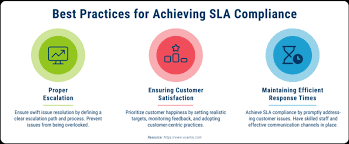 Best Practices for Achieving SLA Compliance
Proper
Escalation
Ensure swift issue resolution by defining a
clear escalation path and process. Prevent
issues from being overlooked.
Ensuring Customer
Satisfaction
Prioritize customer happiness by setting realistic
targets, monitoring feedback, and adopting
customer-centric practices.
Maintaining Efficient
Response Times
Achieve SLA compliance by promptly address-
ing customer issues. Have skilled staff and
effective communication channels in place.